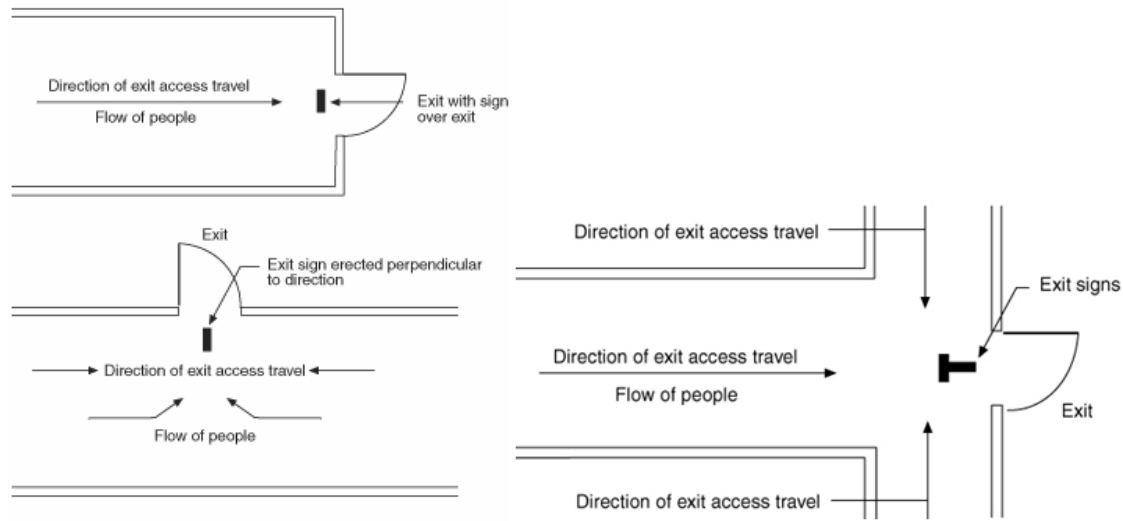 Direction of exit access travel
Flow of people
Exit with sign
over exit
Exit
Exit sign erected perpendicular
to direction
Direction of exit access travel
Flow of people
Direction of exit access travel
Exit signs
Direction of exit access travel
Flow of people
Exit
Direction of exit access travel